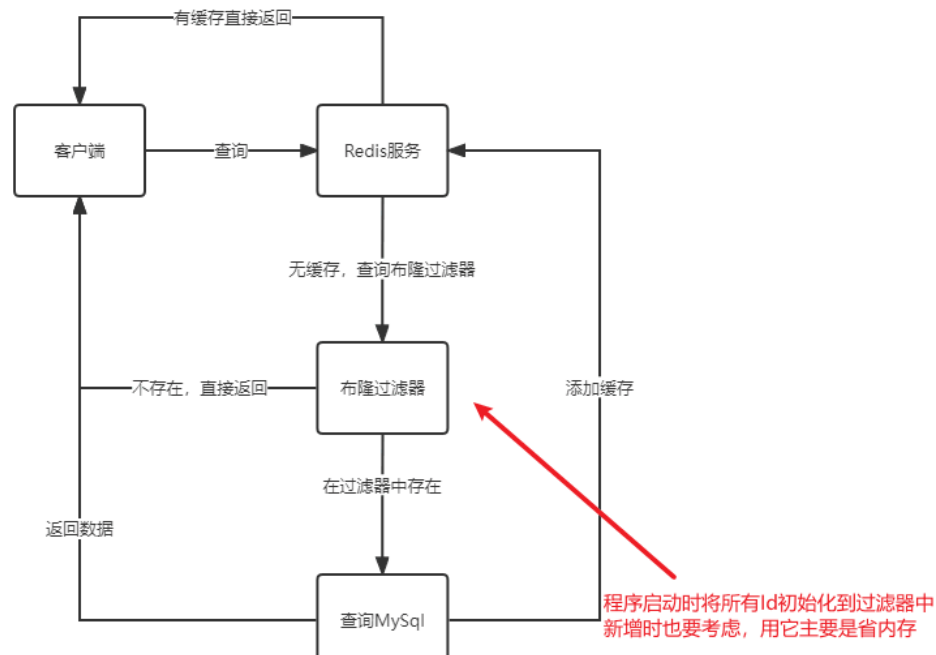 有缓存直接返回
客户端
查询
Redis服务
无缓存，查询布隆过滤器
不存在，直接返回
布隆过滤器
添加缓存
在过滤器中存在
返回数据
查询MySql
程序启动时将所有Id初始化到过滤器中
新增时也要考虑，用它主要是省内存